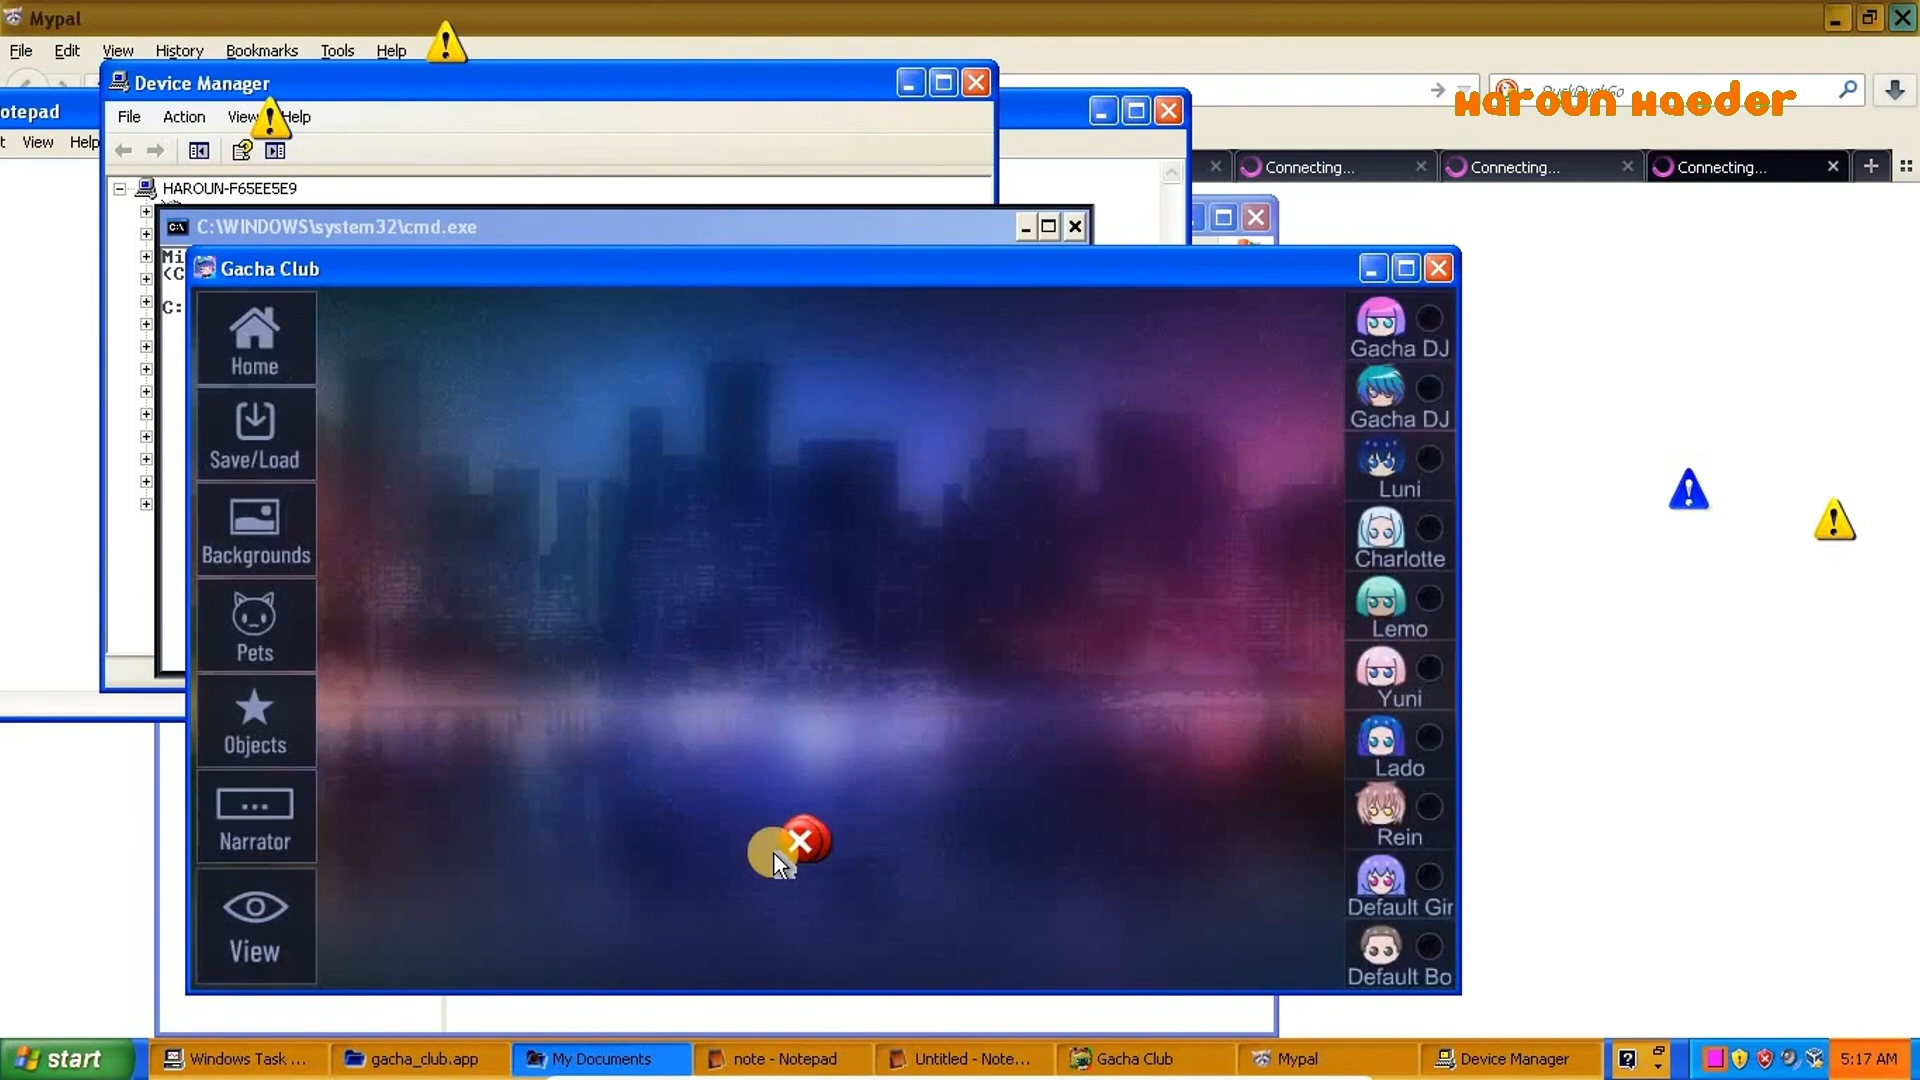 Mypal
File Edit View History Bookmarks Tools Help
DuckDuckGo
Haroun Haeder
Device Manager
otepad
File Action View Help
t View Help
Connecting...
Connecting...
Connecting...
HAROUN-F65EE5E9
C:\WINDOWS\system32\cmd.exe
Mi
(C
C:
Gacha Club
Home
Save/Load
Backgrounds
Pets
Objects
Narrator
View
Gacha DJ
Gacha DJ
Luni
Charlotte
Lemo
Yuni
Lado
Rein
Default Gir
Default Bo
start
Windows Task ...
gacha_club.app
My Documents
note - Notepad
Untitled - Note...
Gacha Club
Mypal
Device Manager
5:17 AM